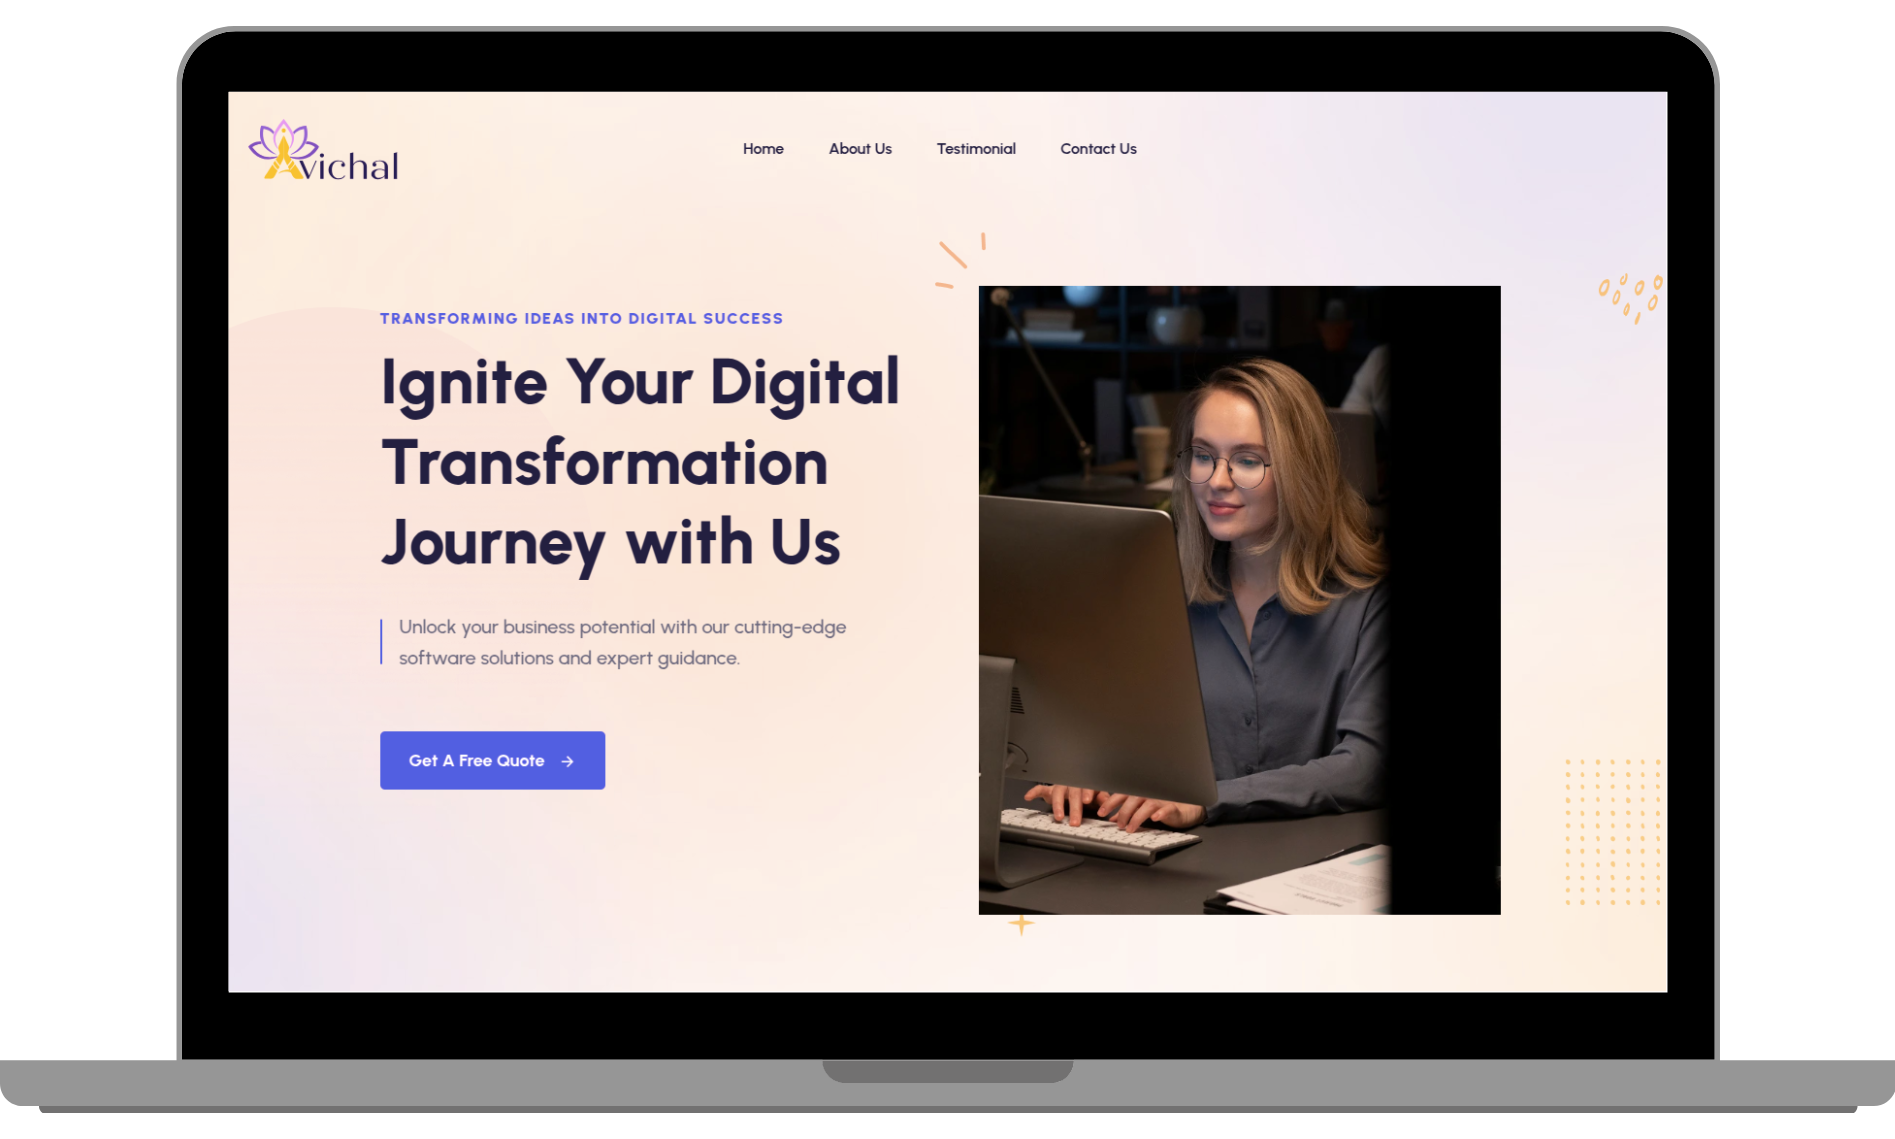 Avichal
Home About Us Testimonial Contact Us
TRANSFORMING IDEAS INTO DIGITAL SUCCESS
Ignite Your Digital
Transformation
Journey with Us
Unlock your business potential with our cutting-edge
software solutions and expert guidance.
Get A Free Quote